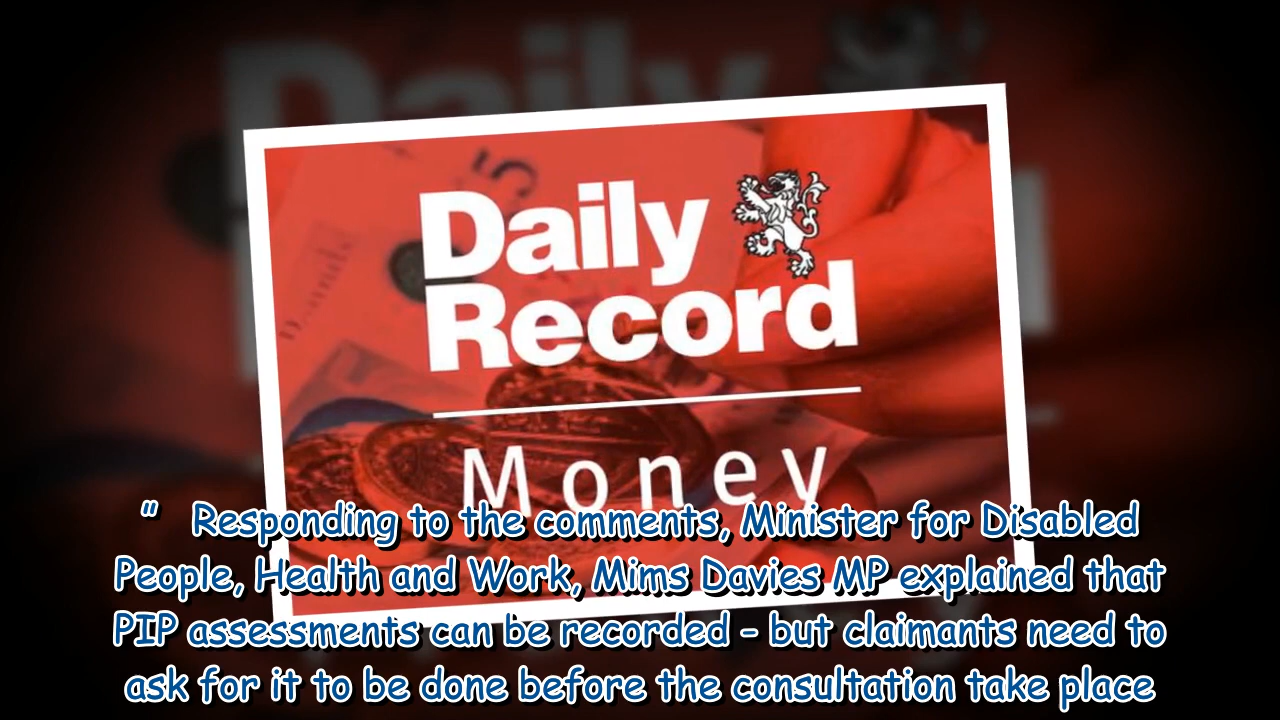 Daily
Record
Money
” Responding to the comments, Minister for Disabled
People, Health and Work, Mims Davies MP explained that
PIP assessments can be recorded – but claimants need to
ask for it to be done before the consultation take place